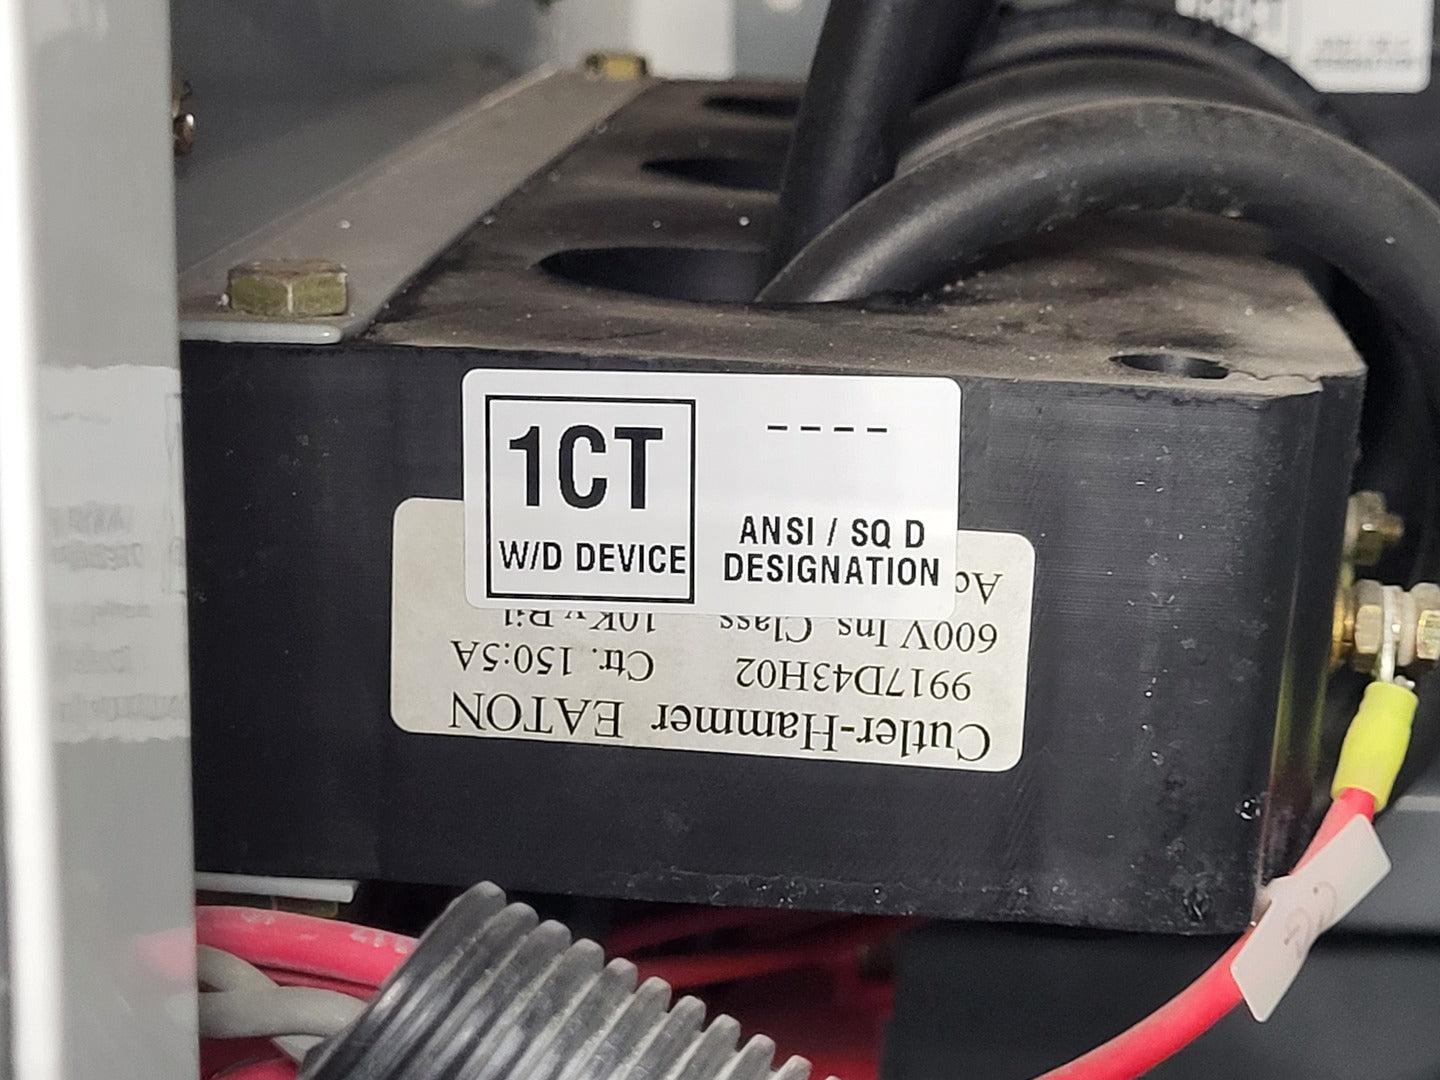 1CT
W/D DEVICE
----
ANSI / SQ D
DESIGNATION
Cutler-Hammer EATON
9917D43H02 Ctr. 150:5A
600V Ins. Class 10Kv Bil